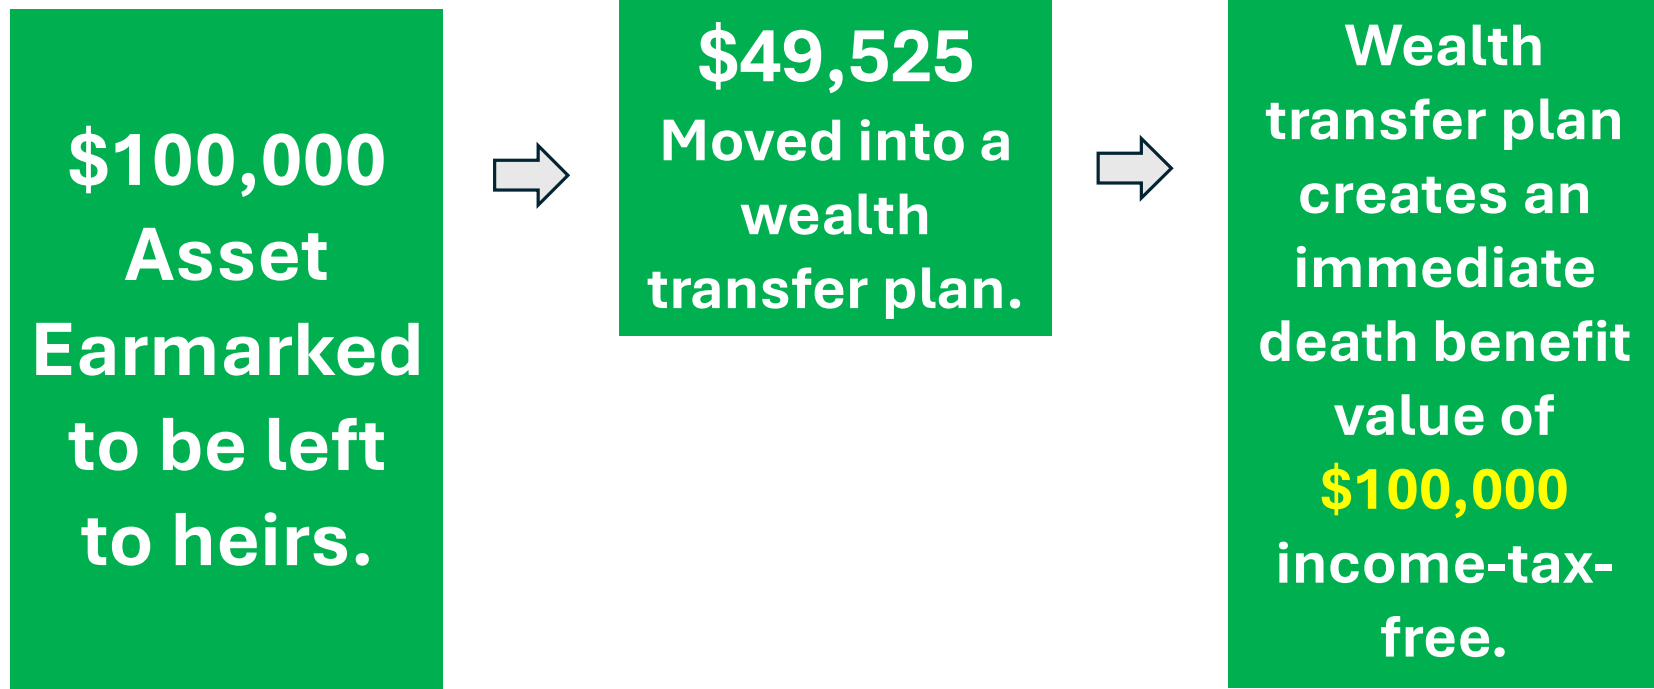 $100,000
Asset
Earmarked
to be left
to heirs.
$49,525
Moved into a
wealth
transfer plan.
Wealth
transfer plan
creates an
immediate
death benefit
value of
$100,000
income-tax-
free.